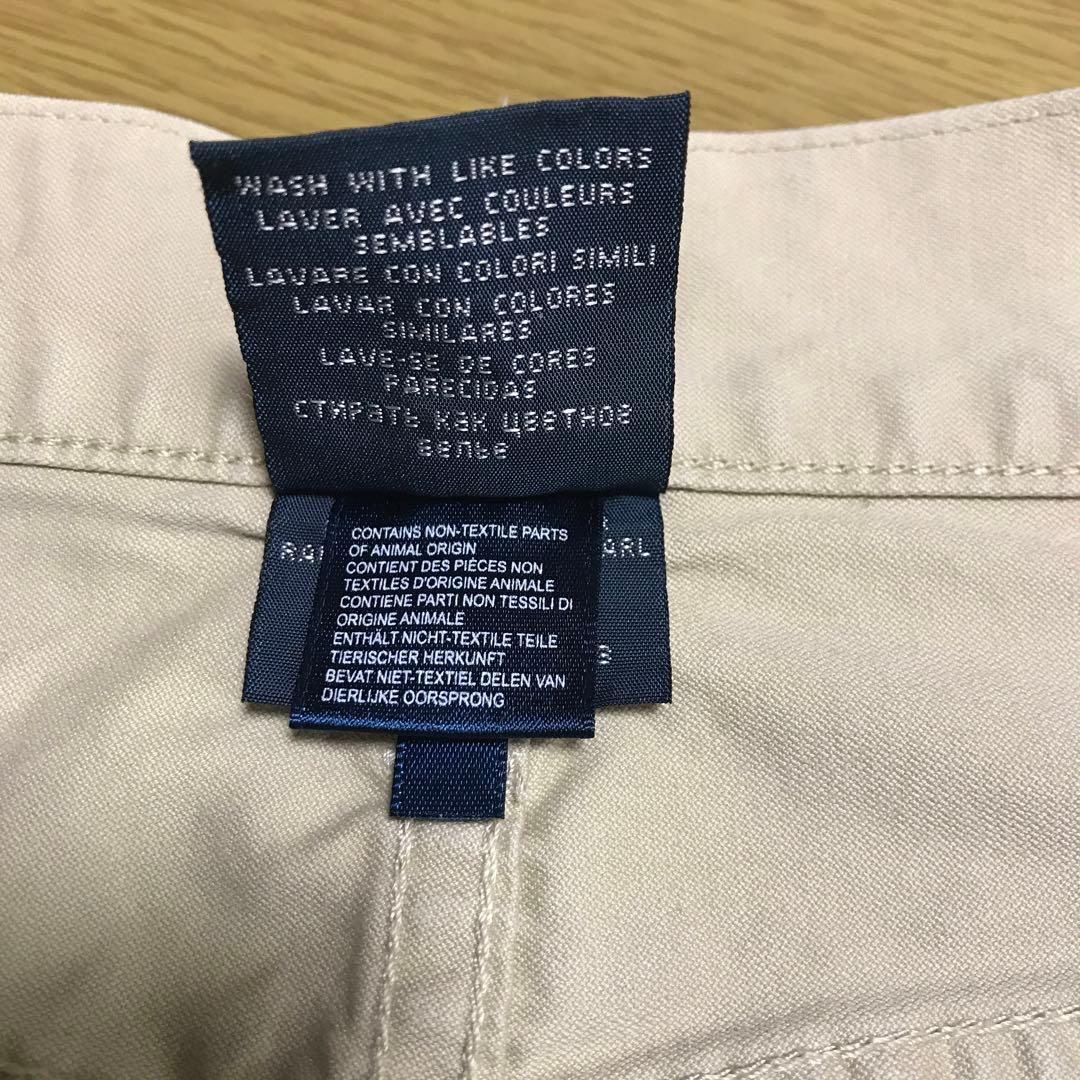 WASH WITH LIKE COLORS
LAVER AVEC COULEURS
SEMBLABLES
LAVARE CON COLORI SIMILI
LAVAR CON COLORES
SIMILARES
LAVE-SE DE CORES
PARECIDAS
СТИРАТЬ КАК ЦВЕТНОЕ
БЕЛЬЕ
CONTAINS NON-TEXTILE PARTS
OF ANIMAL ORIGIN
CONTIENT DES PIÈCES NON
TEXTILES D'ORIGINE ANIMALE
CONTIENE PARTI NON TESSILI DI
ORIGINE ANIMALE
ENTHÄLT NICHT-TEXTILE TEILE
TIERISCHER HERKUNFT
BEVAT NIET-TEXTIEL DELEN VAN
DIERLIJKE OORSPRONG